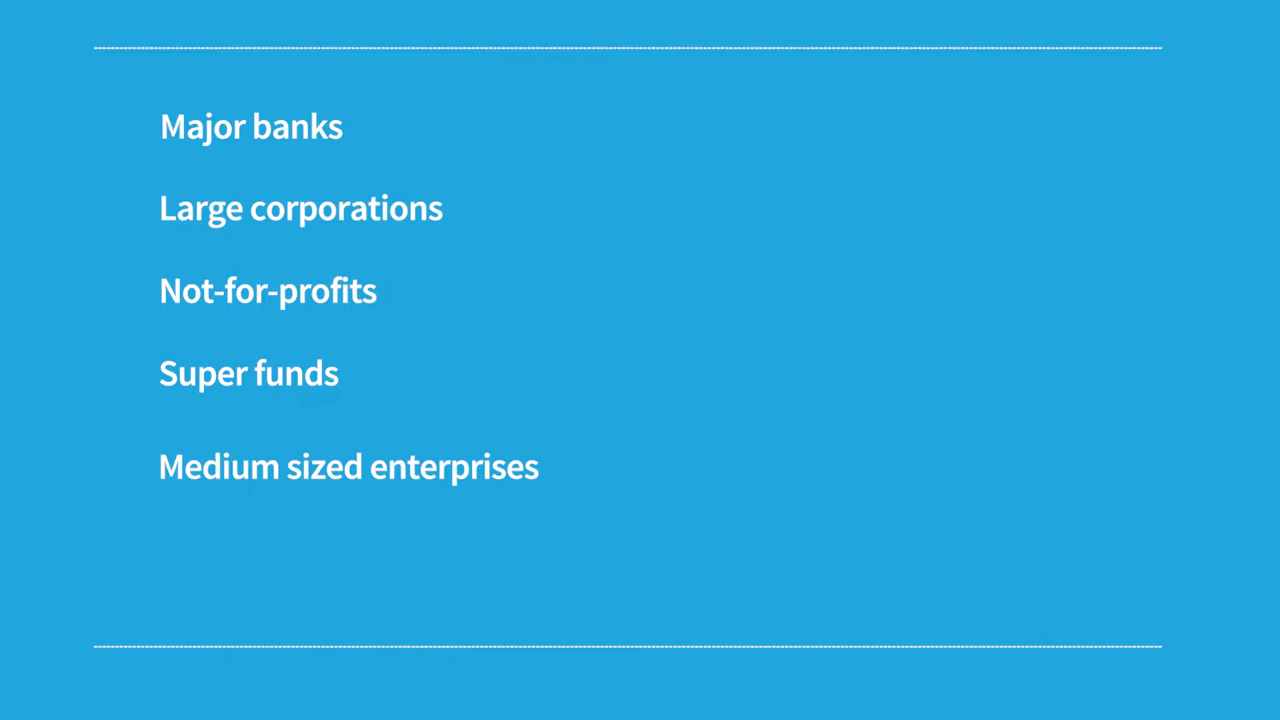 Major banks
Large corporations
Not-for-profits
Super funds
Medium sized enterprises